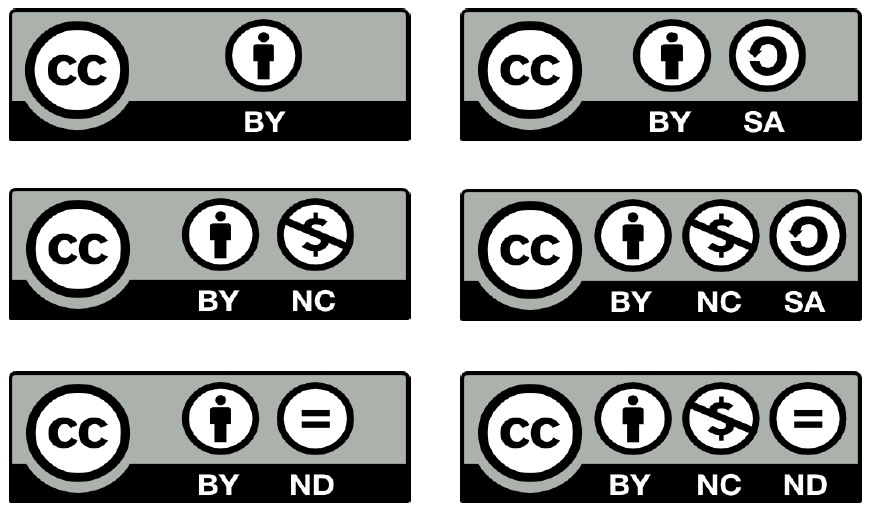 CC
BY
CC
BY SA
CC $
BY NC
CC $
BY NC SA
CC =
BY ND
CC $ =
BY NC ND